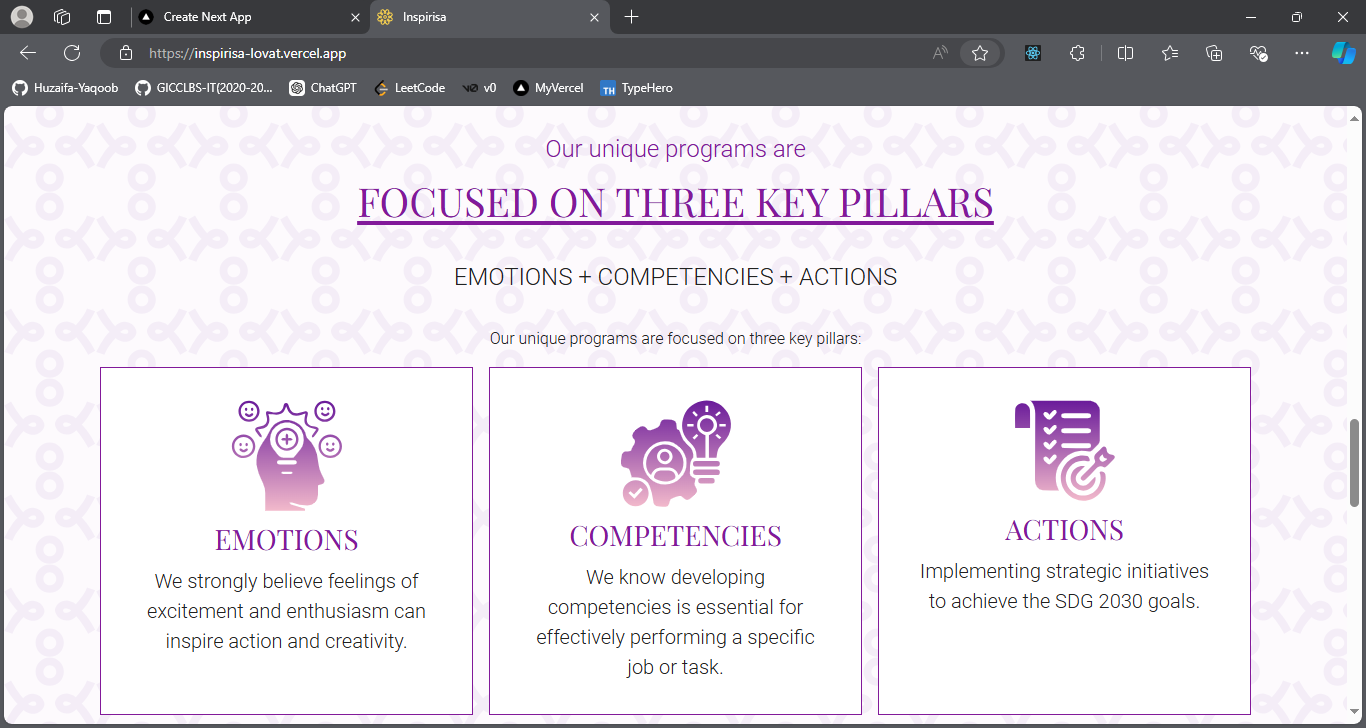 Create Next App
Inspirisa
https://inspirisa-lovat.vercel.app
Huzaifa-Yaqoob
GICCLBS-IT(2020-20...
ChatGPT
LeetCode
v0
MyVercel
TH TypeHero
Our unique programs are
FOCUSED ON THREE KEY PILLARS
EMOTIONS + COMPETENCIES + ACTIONS
Our unique programs are focused on three key pillars:
EMOTIONS
We strongly believe feelings of
excitement and enthusiasm can
inspire action and creativity.
COMPETENCIES
We know developing
competencies is essential for
effectively performing a specific
job or task.
ACTIONS
Implementing strategic initiatives
to achieve the SDG 2030 goals.